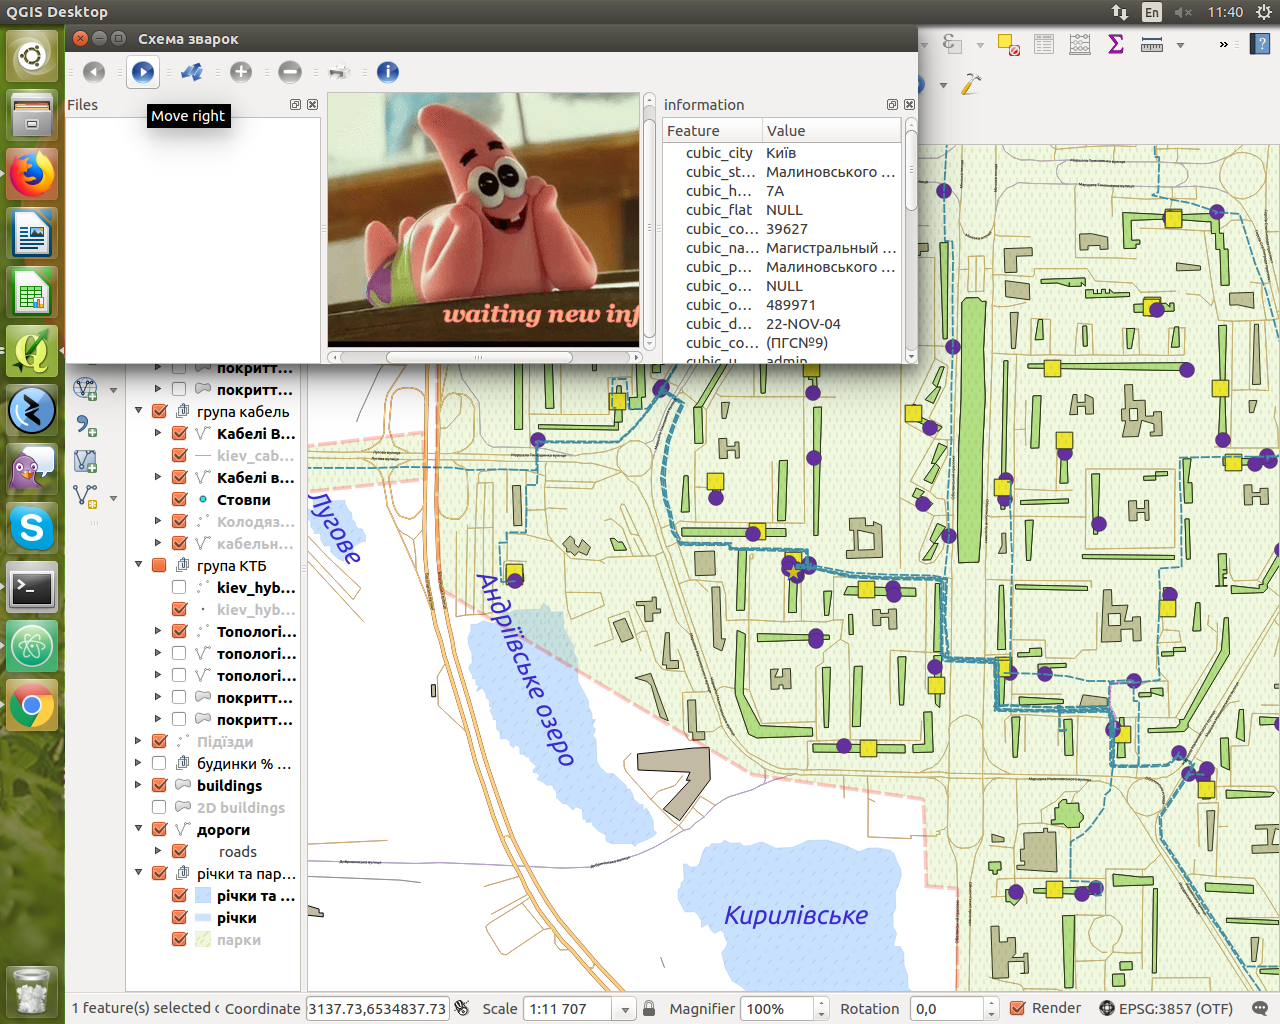 QGIS Desktop
En
11:40
Схема зварок
Files
Move right
waiting new inf
information
Feature Value
cubic_city Київ
cubic_st... Малиновського ...
cubic_h... 7А
cubic_flat NULL
cubic_co... 39627
cubic_na... Магистральный ...
cubic_p... Малиновського ...
cubic_o... NULL
cubic_o... 489971
cubic_d... 22-NOV-04
cubic_co... (ПГС№9)
cubic_u... admin
покритт...
покритт...
група кабель
Кабелі В...
kiev_cab...
Кабелі в...
Стовпи
Колодяз...
кабельн...
група КТБ
kiev_hyb...
kiev_hyb...
Топологі...
топологі...
топологі...
покритт...
покритт...
Підїзди
будинки % ...
buildings
2D buildings
дороги
roads
річки та пар...
річки та ...
річки
парки
Лугове
Андріївське озеро
Кирилівське
1 feature(s) selected c
Coordinate 3137.73,6534837.73
Scale 1:11 707
Magnifier 100%
Rotation 0,0
Render
EPSG:3857 (OTF)